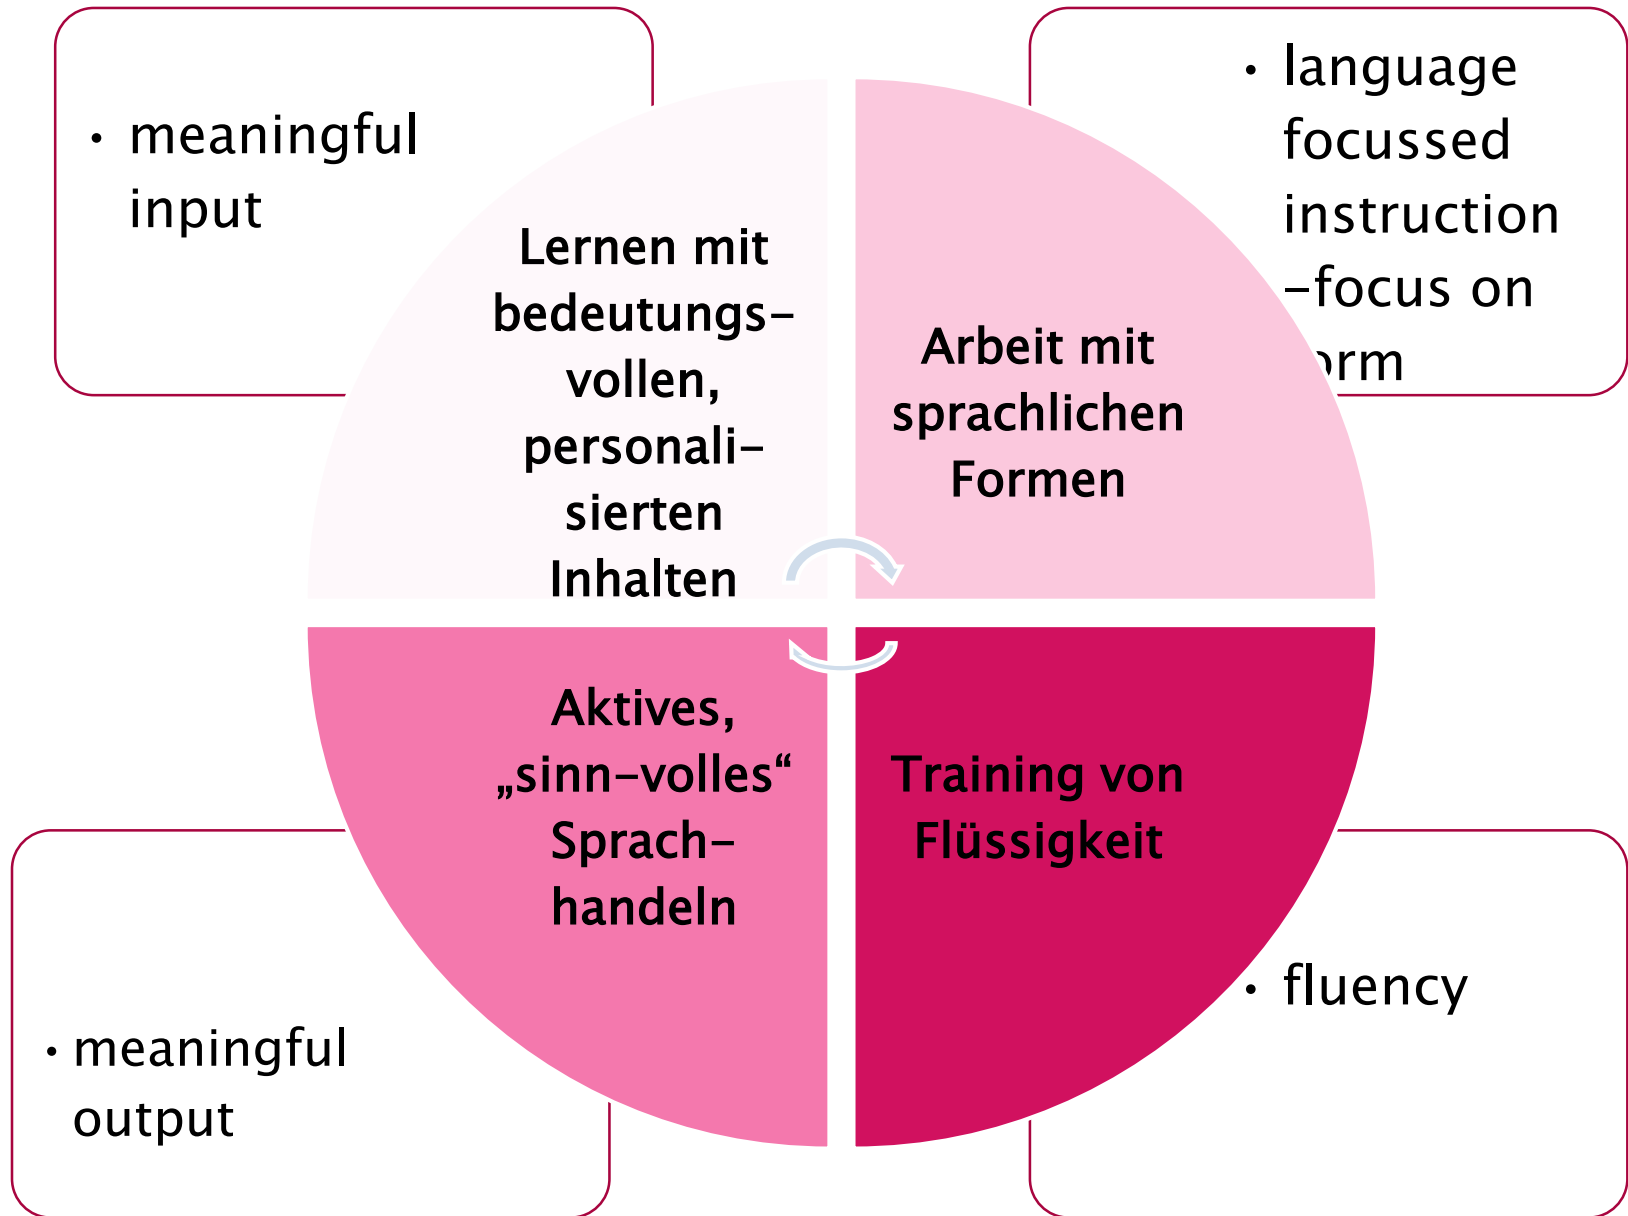 • meaningful
input
• language
focussed
instruction
–focus on
orm
Lernen mit
bedeutungs–
vollen,
personali–
sierten
Inhalten
Arbeit mit
sprachlichen
Formen
Aktives,
„sinn–volles“
Sprach–
handeln
Training von
Flüssigkeit
• meaningful
output
• fluency